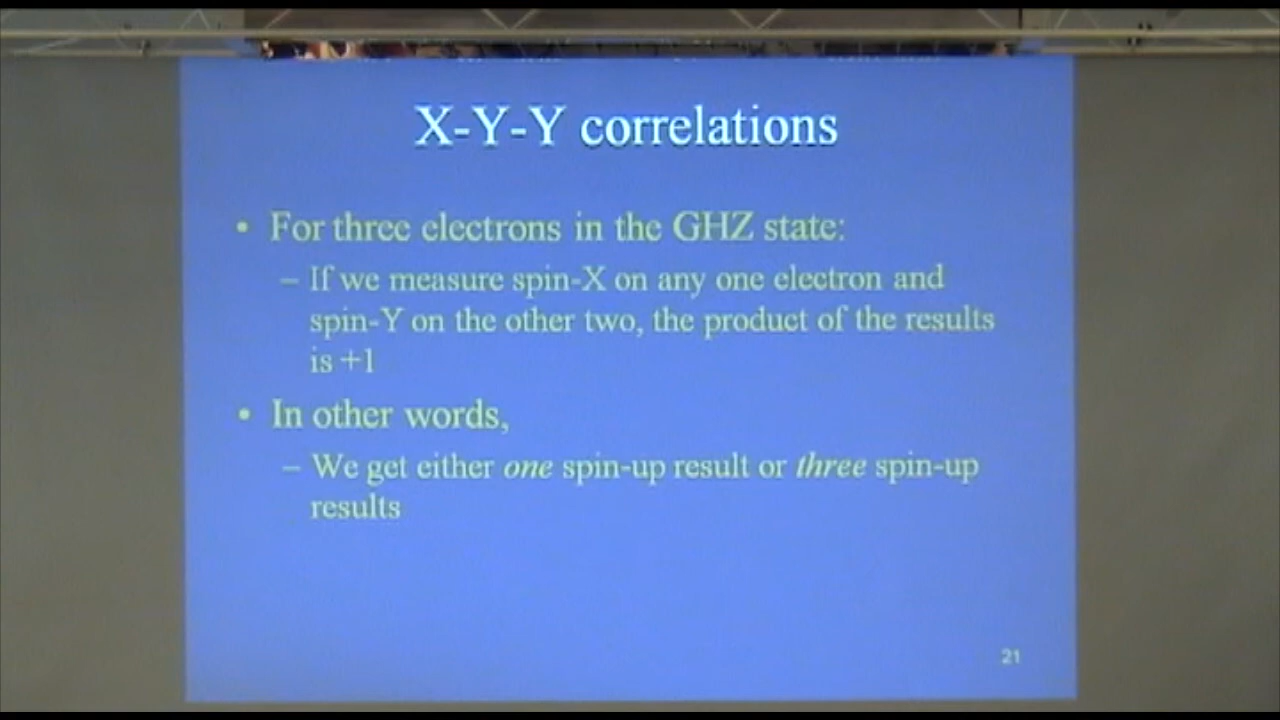 X-Y-Y correlations
• For three electrons in the GHZ state:
– If we measure spin-X on any one electron and
spin-Y on the other two, the product of the results
is +1
• In other words,
– We get either one spin-up result or three spin-up
results
21